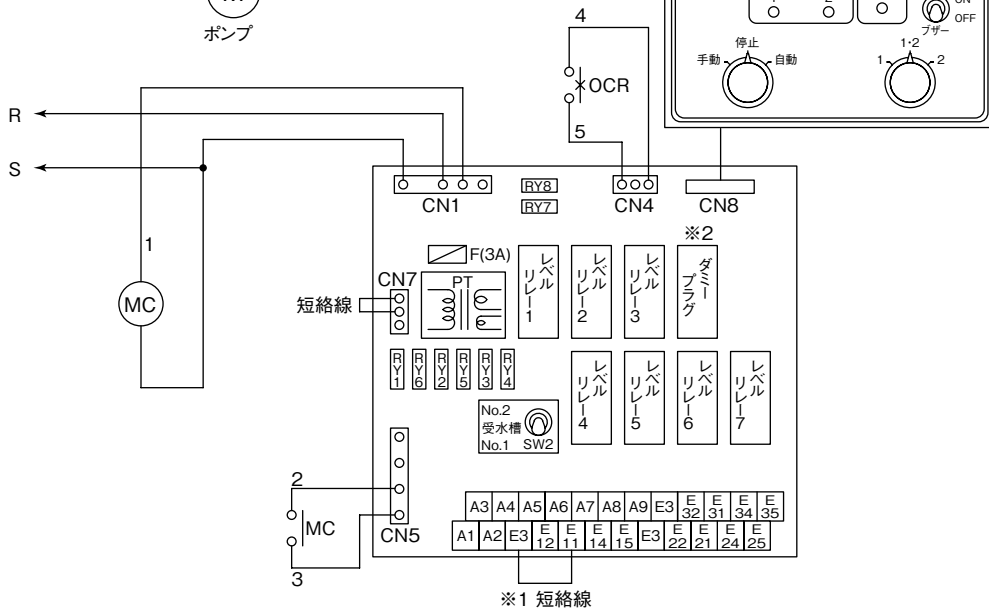 ポンプ
ON
OFF
ブザー
停止
手動
自動
1・2
1
2
4
OCR
5
R
S
CN1
RY8
RY7
CN4
CN8
※2
F(3A)
CN7
PT
短絡線
レベルリレー1
レベルリレー2
レベルリレー3
ダミープラグ
1
MC
RY1
RY6
RY2
RY5
RY3
RY4
No.2
受水槽
No.1 SW2
レベルリレー4
レベルリレー5
レベルリレー6
レベルリレー7
2
MC
3
CN5
A3 A4 A5 A6 A7 A8 A9 E3 E32 E31 E34 E35
A1 A2 E3 E12 E11 E14 E15 E3 E22 E21 E24 E25
※1 短絡線